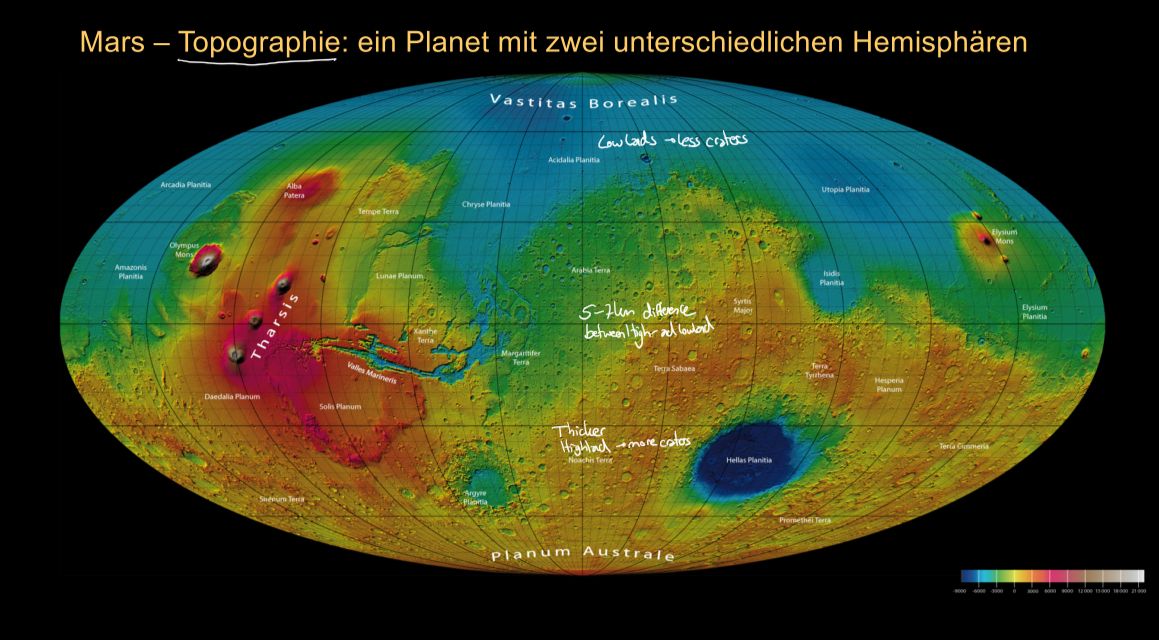 Mars – Topographie: ein Planet mit zwei unterschiedlichen Hemisphären
Vastitas Borealis
Lowlands → less craters
Acidalia Planitia
Arcadia Planitia
Alba
Patera
Utopia Planitia
Tempe Terra
Chryse Planitia
Olympus
Mons
Elysium
Mons
Amazonis
Planitia
Lunae Planum
Arabia Terra
Isidis
Planitia
Tharsis
Syrtis
Major
Elysium
Planitia
5-7km difference
between High- and lowland
Xanthe
Terra
Margaritifer
Terra
Valles Marineris
Terra Sabaea
Terra
Tyrrhena
Hesperia
Planum
Daedalia Planum
Solis Planum
Thicker
Highland → more craters
Noachis Terra
Hellas Planitia
Terra Cimmeria
Argyre
Planitia
Sirenum Terra
Promethei Terra
Planum Australe
-9000 -6000 -3000 0 3000 6000 9000 12 000 15 000 18 000 21 000